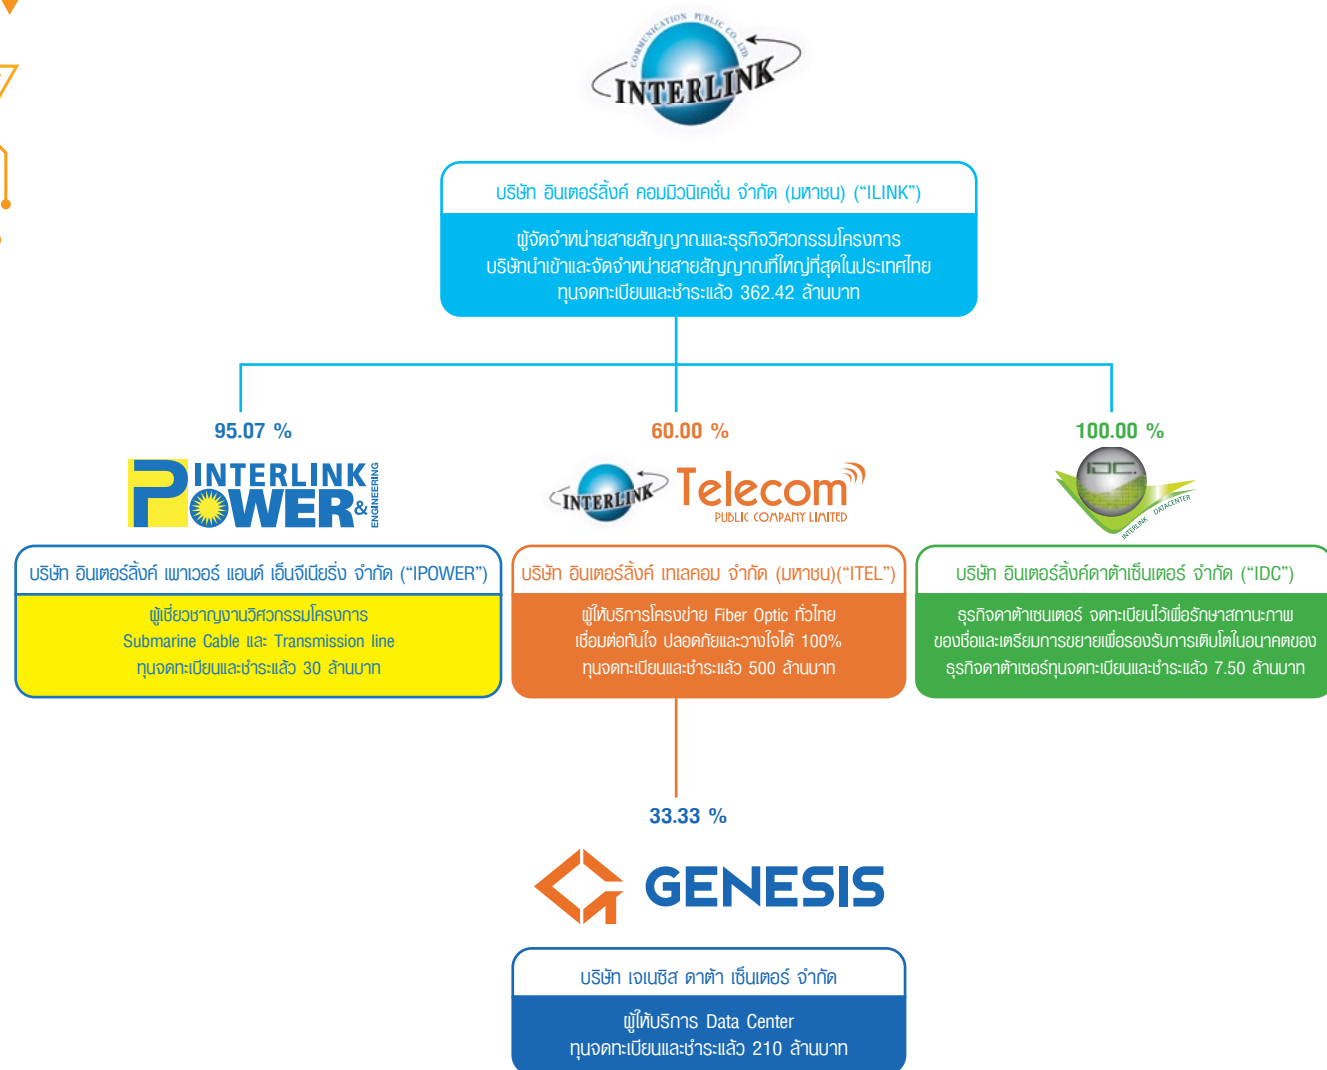 COMMUNICATION PUBLIC CO.,LTD.
INTERLINK
บริษัท อินเตอร์ลิ้งค์ คอมมิวนิเคชั่น จำกัด (มหาชน) (“ILINK”)
ผู้จัดจำหน่ายสายสัญญาณและธุรกิจวิศวกรรมโครงการ
บริษัทนำเข้าและจัดจำหน่ายสายสัญญาณที่ใหญ่ที่สุดในประเทศไทย
ทุนจดทะเบียนและชำระแล้ว 362.42 ล้านบาท
95.07 %
INTERLINK
POWER & ENGINEERING
บริษัท อินเตอร์ลิ้งค์ เพาเวอร์ แอนด์ เอ็นจีเนียริ่ง จำกัด (“IPOWER”)
ผู้เชี่ยวชาญงานวิศวกรรมโครงการ
Submarine Cable และ Transmission line
ทุนจดทะเบียนและชำระแล้ว 30 ล้านบาท
60.00 %
INTERLINK
Telecom
PUBLIC COMPANY LIMITED
บริษัท อินเตอร์ลิ้งค์ เทเลคอม จำกัด (มหาชน)(“ITEL”)
ผู้ให้บริการโครงข่าย Fiber Optic ทั่วไทย
เชื่อมต่อทันใจ ปลอดภัยและวางใจได้ 100%
ทุนจดทะเบียนและชำระแล้ว 500 ล้านบาท
100.00 %
IDC.
INTERLINK DATACENTER
บริษัท อินเตอร์ลิ้งค์ดาต้าเซ็นเตอร์ จำกัด (“IDC”)
ธุรกิจดาต้าเซนเตอร์ จดทะเบียนไว้เพื่อรักษาสถานะภาพ
ของชื่อและเตรียมการขยายเพื่อรองรับการเติบโตในอนาคตของ
ธุรกิจดาต้าเซอร์ทุนจดทะเบียนและชำระแล้ว 7.50 ล้านบาท
33.33 %
GENESIS
บริษัท เจเนซิส ดาต้า เซ็นเตอร์ จำกัด
ผู้ให้บริการ Data Center
ทุนจดทะเบียนและชำระแล้ว 210 ล้านบาท